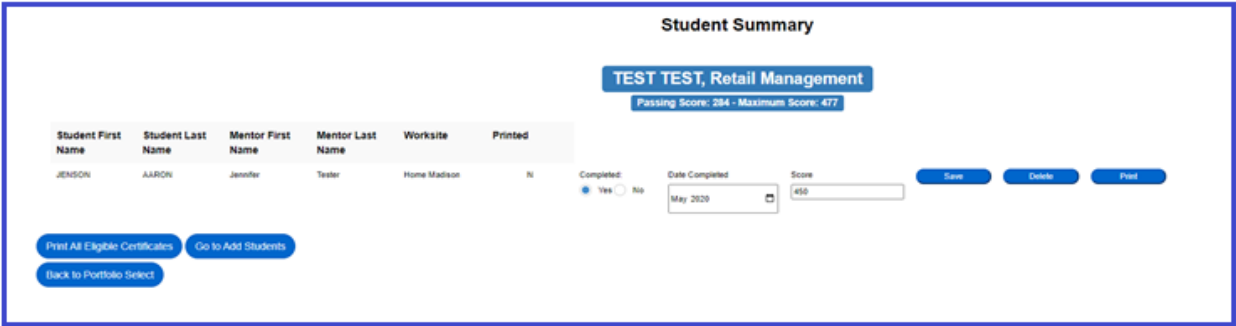 Student Summary
TEST TEST, Retail Management
Passing Score: 284 - Maximum Score: 477
Student First Name
Student Last Name
Mentor First Name
Mentor Last Name
Worksite
Printed
JENSON
AARON
Jennifer
Tester
Home Madison
N
Completed:
Yes
No
Date Completed
May 2020
Score
450
Save
Delete
Print
Print All Eligible Certificates
Go to Add Students
Back to Portfolio Select